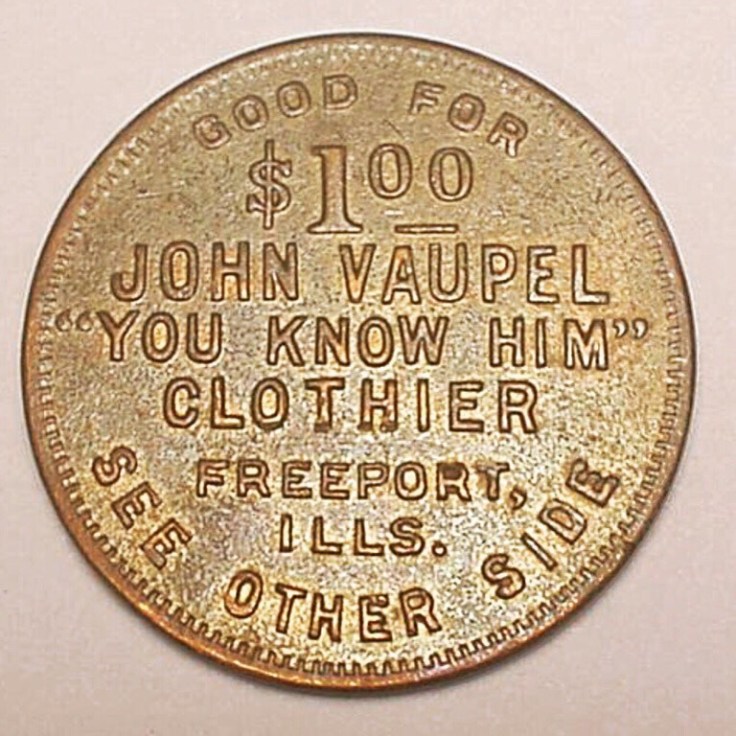 GOOD FOR
$1.00
JOHN VAUPEL
“YOU KNOW HIM”
CLOTHIER
FREEPORT,
ILLS.
SEE OTHER SIDE